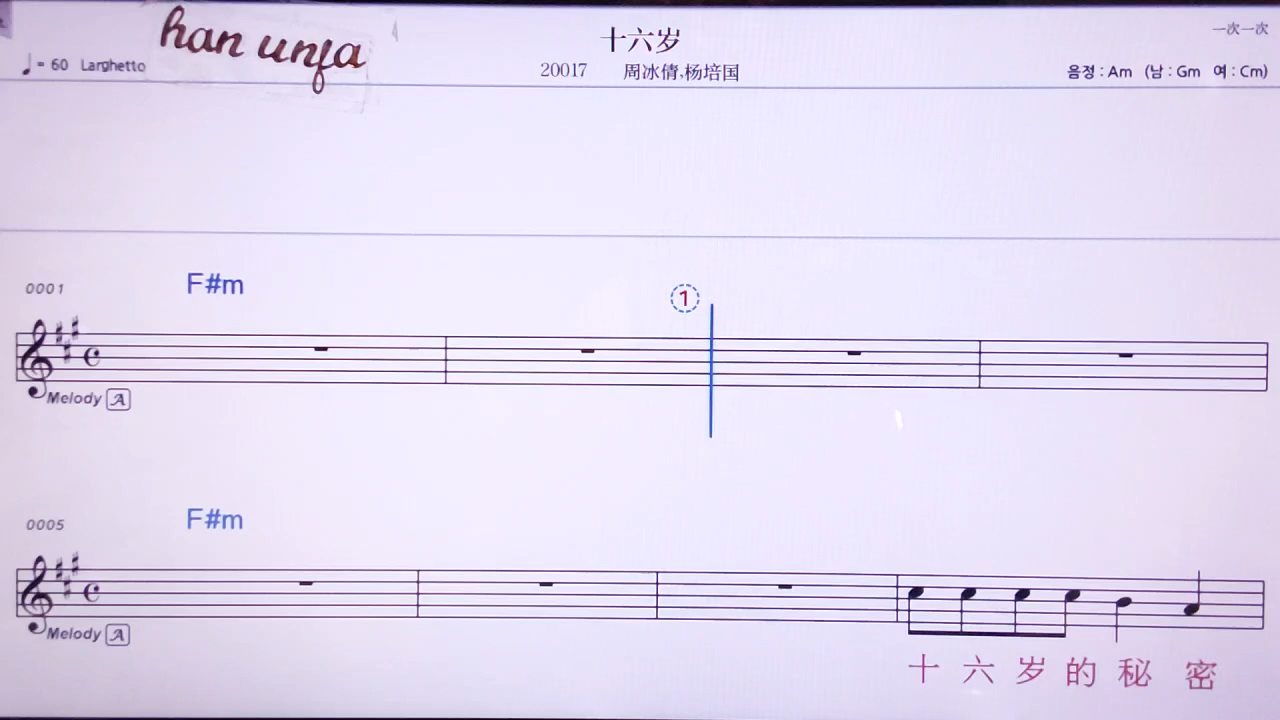 han unfa
十六岁
一次一次
♩ = 60 Larghetto
20017 周冰倩,杨培国
음정 : Am (남 : Gm 여 : Cm)
0001 F#m
1
Melody A
0005 F#m
Melody A
十 六 岁 的 秘 密